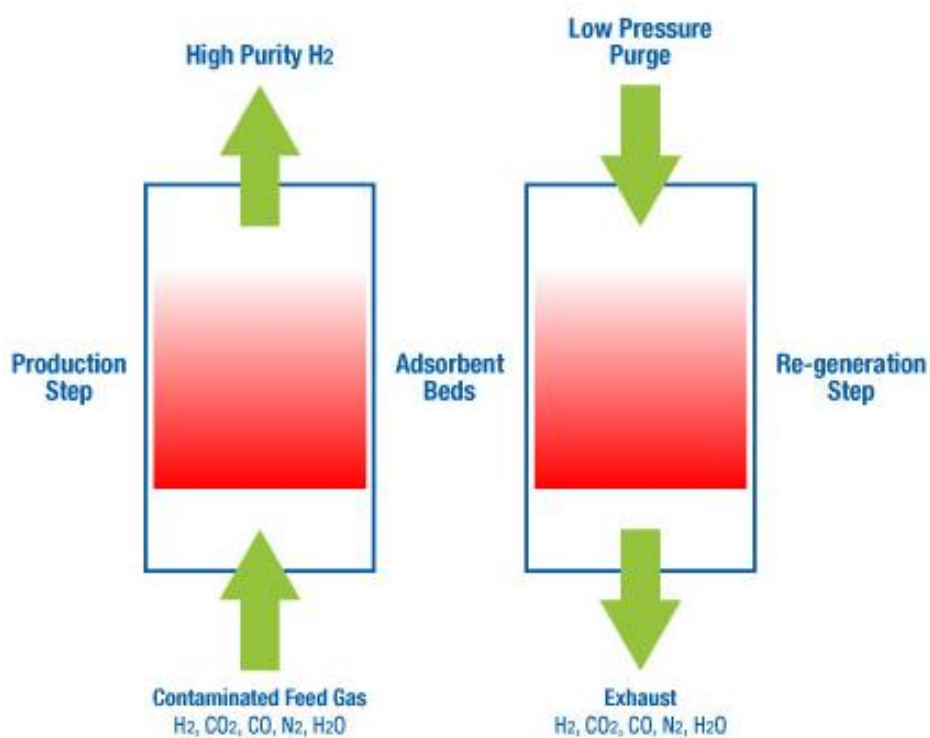 High Purity H2
Low Pressure
Purge
Production
Step
Adsorbent
Beds
Re-generation
Step
Contaminated Feed Gas
H2, CO2, CO, N2, H2O
Exhaust
H2, CO2, CO, N2, H2O